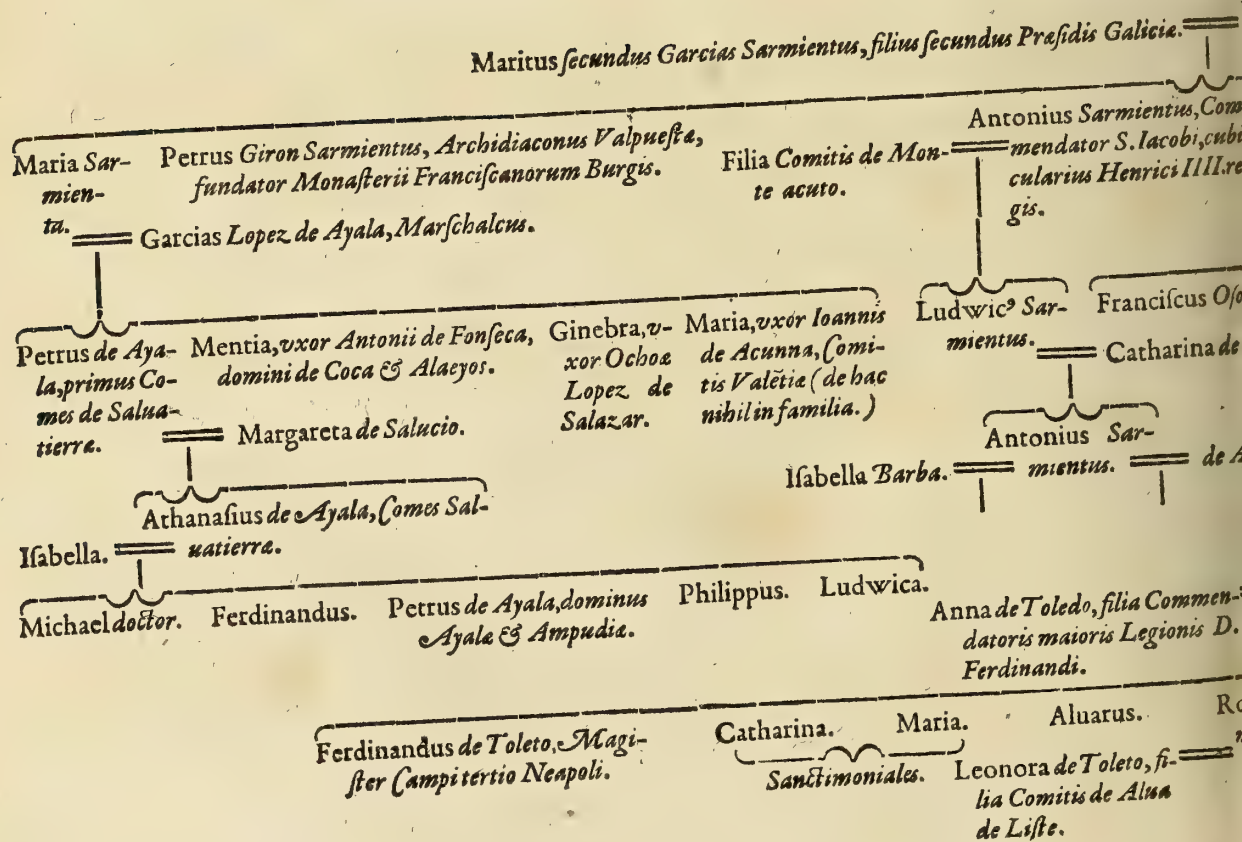 Maritus ſecundus Garcias Sarmientus, filius ſecundus Præſidis Galiciæ.
Maria Sar-
mien-
ta.
Petrus Giron Sarmientus, Archidiaconus Valpueſtæ,
fundator Monaſterii Franciſcanorum Burgis.
Filia Comitis de Mon-
te acuto.
Antonius Sarmientus, Com
mendator S. Iacobi, cubi
cularius Henrici IIII. re
gis.
Garcias Lopez de Ayala, Marſchalcus.
Petrus de Aya-
la, primus Co-
mes de Salua-
tierra.
Mentia, vxor Antonii de Fonſeca,
domini de Coca & Alaeyos.
Ginebra, v-
xor Ochoæ
Lopez de
Salazar.
Maria, vxor Ioannis
de Acunna, Comi-
tis Valẽtiæ (de hac
nihil in familia.)
Ludwicꝰ Sar-
mientus.
Franciſcus Oſo
Catharina de
Margareta de Salucio.
Antonius Sar-
mientus.
Iſabella Barba.
de A
Athanaſius de Ayala, Comes Sal-
uatierræ.
Iſabella.
Michael doctor.
Ferdinandus.
Petrus de Ayala, dominus
Ayalæ & Ampudiæ.
Philippus.
Ludwica.
Anna de Toledo, filia Commen-
datoris maioris Legionis D.
Ferdinandi.
Ferdinandus de Toleto, Magi-
ſter Campi tertio Neapoli.
Catharina.
Maria.
Sanctimoniales.
Aluarus.
Ro
Leonora de Toleto, fi-
lia Comitis de Alua
de Liſte.